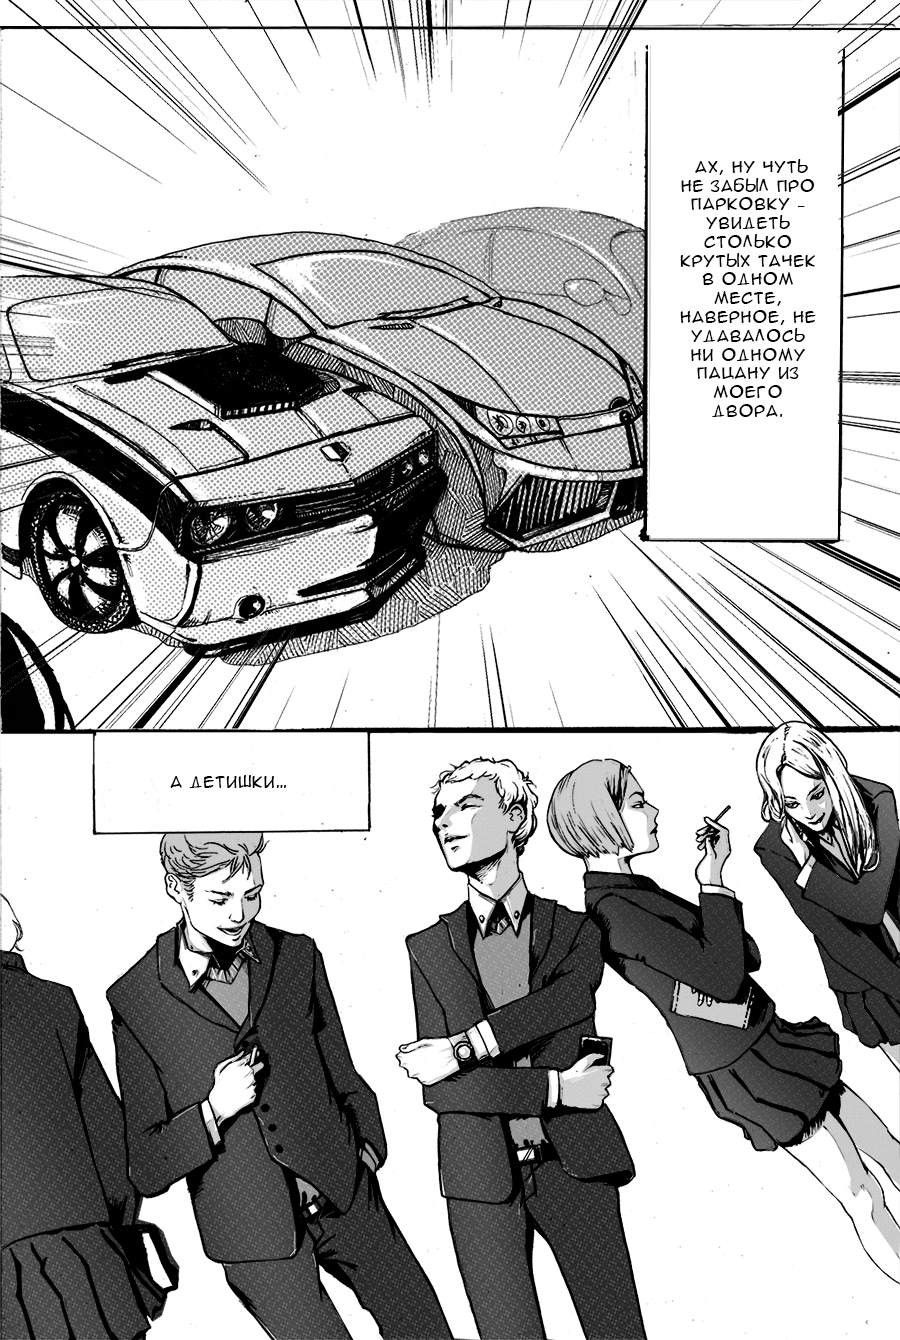 АХ, НУ ЧУТЬ
НЕ ЗАБЫЛ ПРО
ПАРКОВКУ -
УВИДЕТЬ
СТОЛЬКО
КРУТЫХ ТАЧЕК
В ОДНОМ
МЕСТЕ,
НАВЕРНОЕ, НЕ
УДАВАЛОСЬ
НИ ОДНОМУ
ПАЦАНУ ИЗ
МОЕГО
ДВОРА.
А ДЕТИШКИ...